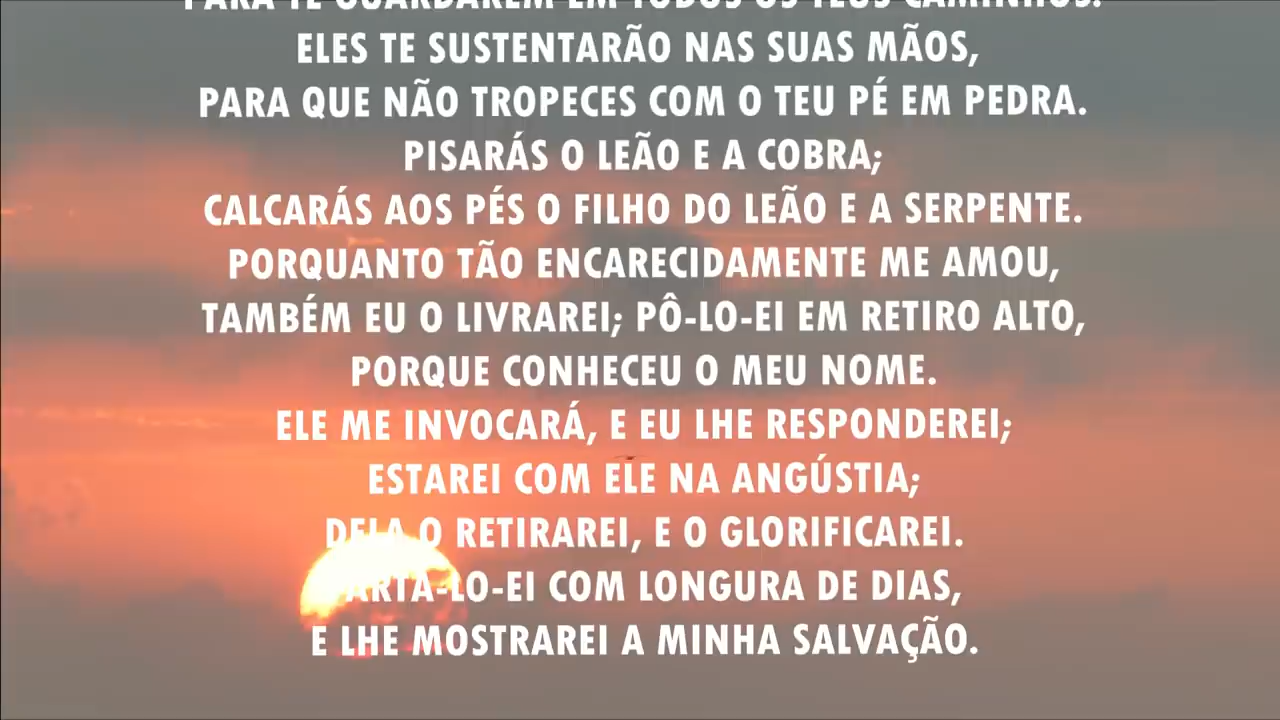 PARA TE GUARDAREM EM TODOS OS TEUS CAMINHOS.
ELES TE SUSTENTARÃO NAS SUAS MÃOS,
PARA QUE NÃO TROPECES COM O TEU PÉ EM PEDRA.
PISARÁS O LEÃO E A COBRA;
CALCARÁS AOS PÉS O FILHO DO LEÃO E A SERPENTE.
PORQUANTO TÃO ENCARECIDAMENTE ME AMOU,
TAMBÉM EU O LIVRAREI; PÔ-LO-EI EM RETIRO ALTO,
PORQUE CONHECEU O MEU NOME.
ELE ME INVOCARÁ, E EU LHE RESPONDEREI;
ESTAREI COM ELE NA ANGÚSTIA;
DELA O RETIRAREI, E O GLORIFICAREI.
FARTA-LO-EI COM LONGURA DE DIAS,
E LHE MOSTRAREI A MINHA SALVAÇÃO.